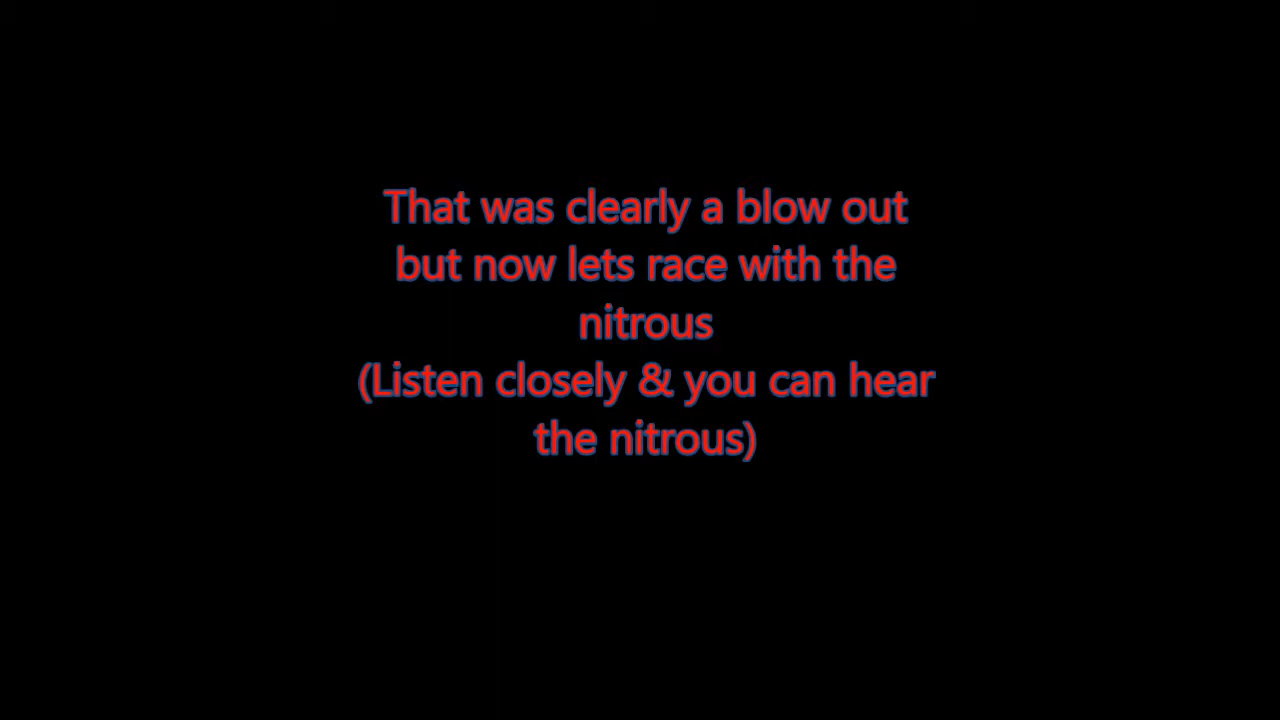 That was clearly a blow out
but now lets race with the
nitrous
(Listen closely & you can hear
the nitrous)